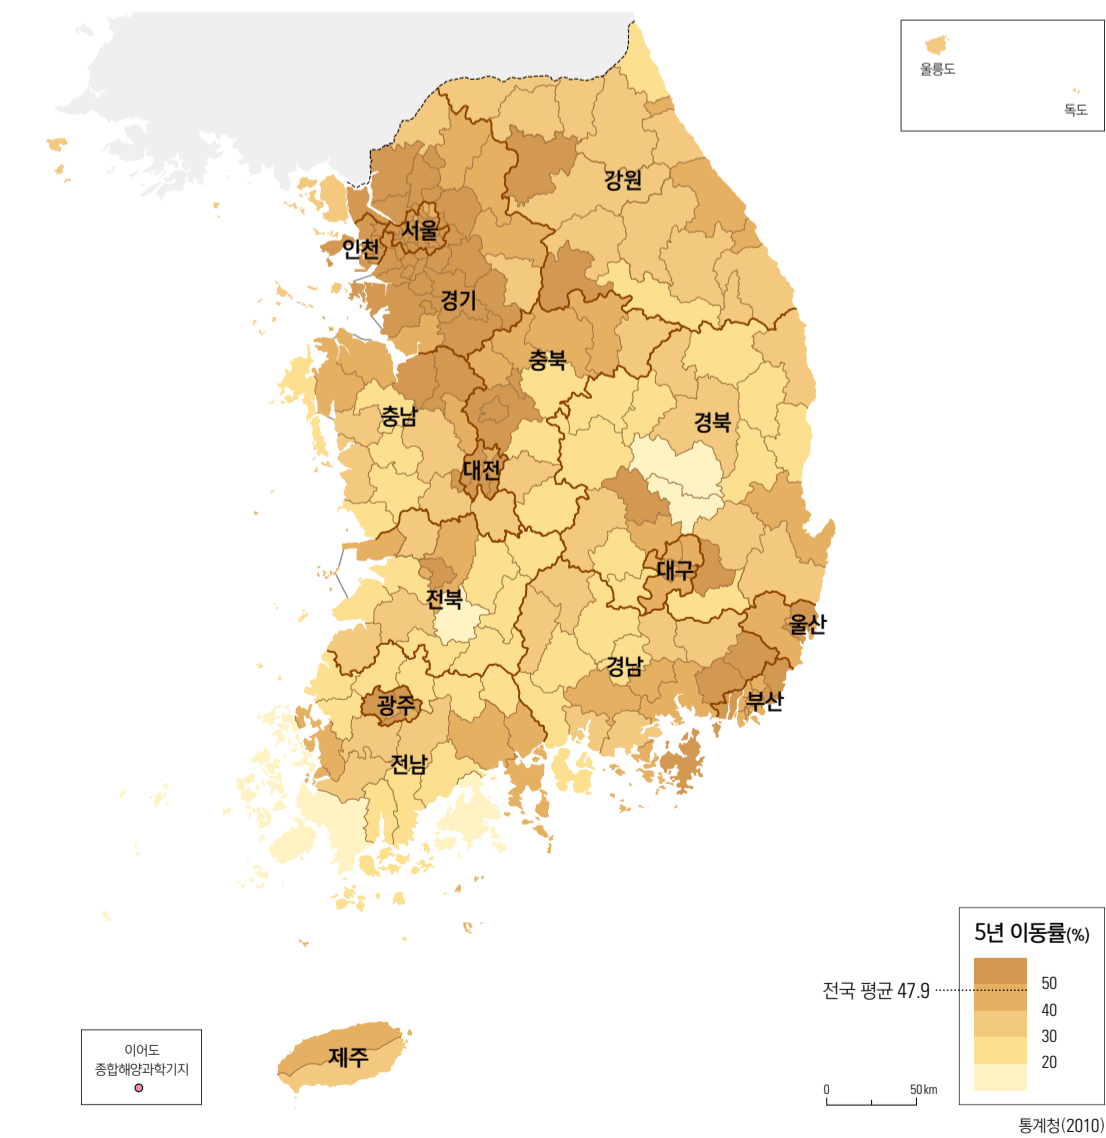 울릉도
독도
강원
서울
인천
경기
충북
충남
경북
대전
대구
전북
울산
경남
광주
부산
전남
5년 이동률(%)
전국 평균 47.9
50
40
30
20
제주
이어도
종합해양과학기지
0 50km
통계청(2010)